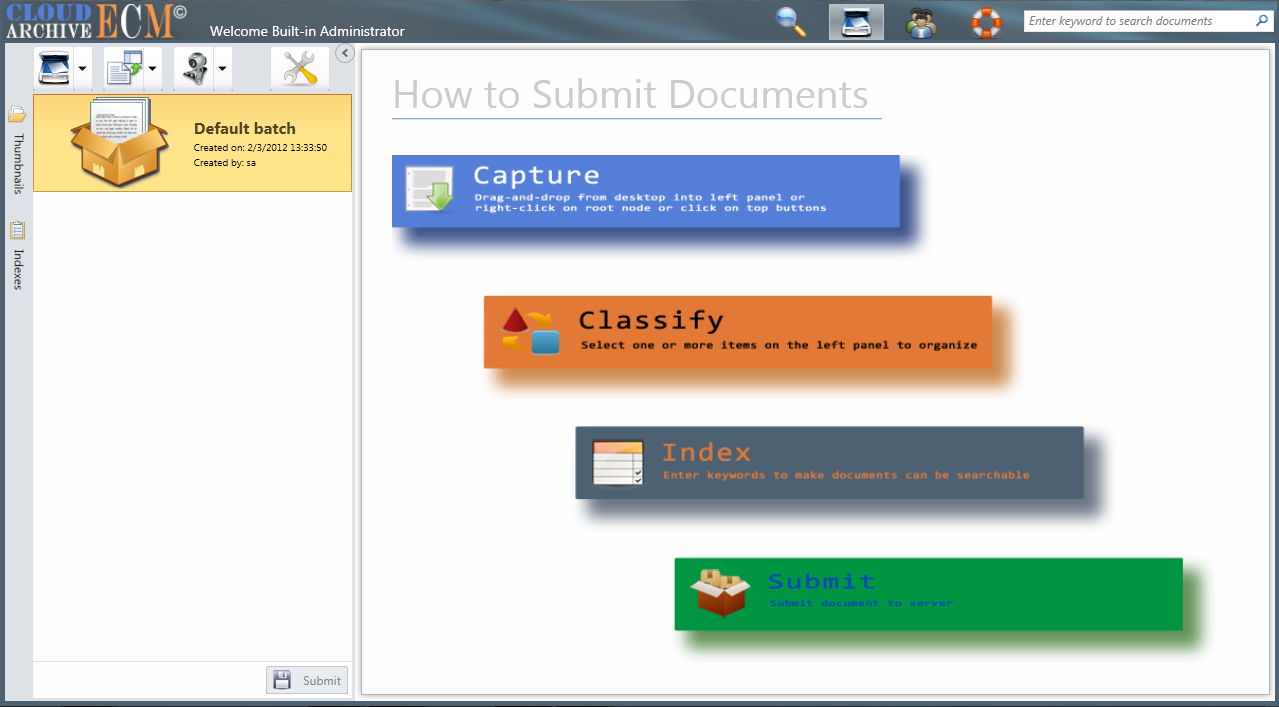 CLOUD
ARCHIVE ECM©
Welcome Built-in Administrator
Enter keyword to search documents
Thumbnails
Indexes
Default batch
Created on: 2/3/2012 13:33:50
Created by: sa
Submit
How to Submit Documents
Capture
Drag-and-drop from desktop into left panel or
right-click on root node or click on top buttons
Classify
Select one or more items on the left panel to organize
Index
Enter keywords to make documents can be searchable
Submit
Submit document to server